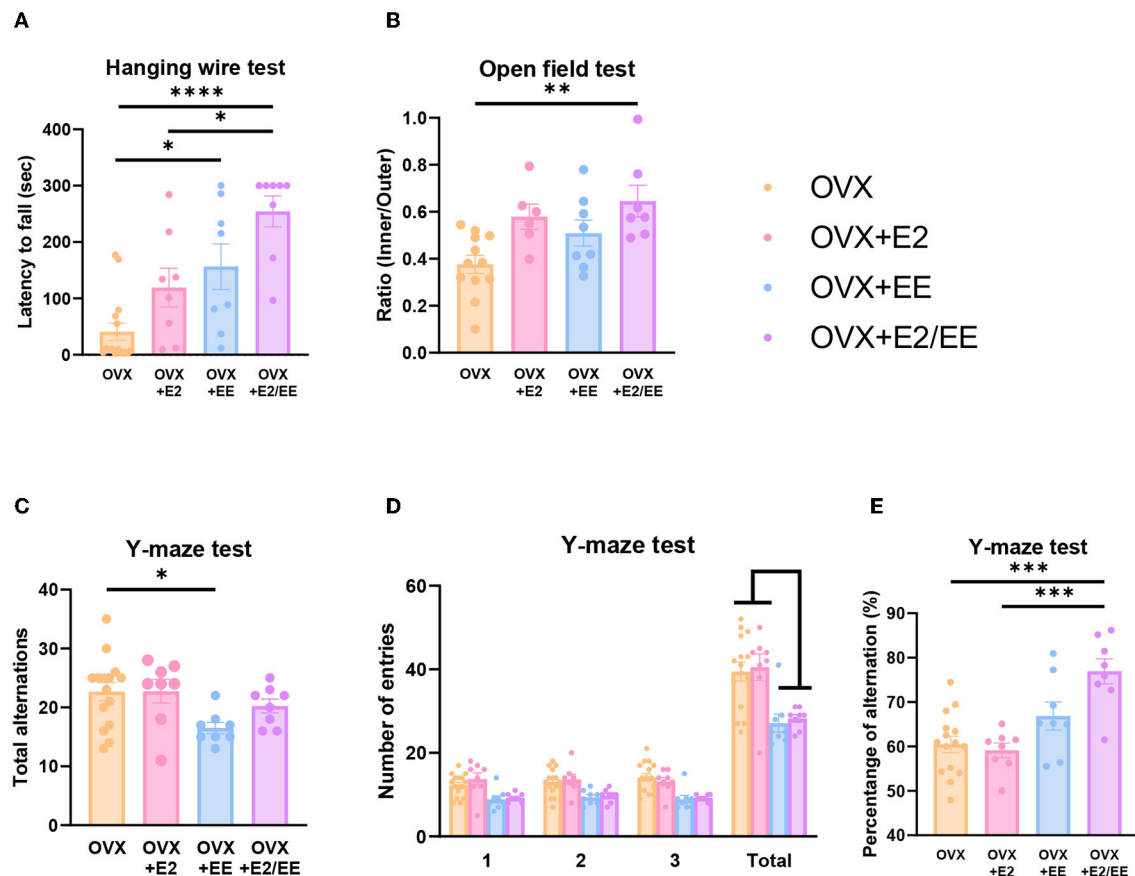 A
Hanging wire test
****
*
*
Latency to fall (sec)
400
300
200
100
0
OVX
OVX
+E2
OVX
+EE
OVX
+E2/EE
B
Open field test
**
Ratio (Inner/Outer)
1.0
0.8
0.6
0.4
0.2
0.0
OVX
OVX
+E2
OVX
+EE
OVX
+E2/EE
OVX
OVX+E2
OVX+EE
OVX+E2/EE
C
Y-maze test
*
Total alternations
40
30
20
10
0
OVX
OVX
+E2
OVX
+EE
OVX
+E2/EE
D
Y-maze test
Number of entries
60
40
20
0
1
2
3
Total
E
Y-maze test
***
***
Percentange of alternation (%)
90
80
70
60
50
40
OVX
OVX
+E2
OVX
+EE
OVX
+E2/EE